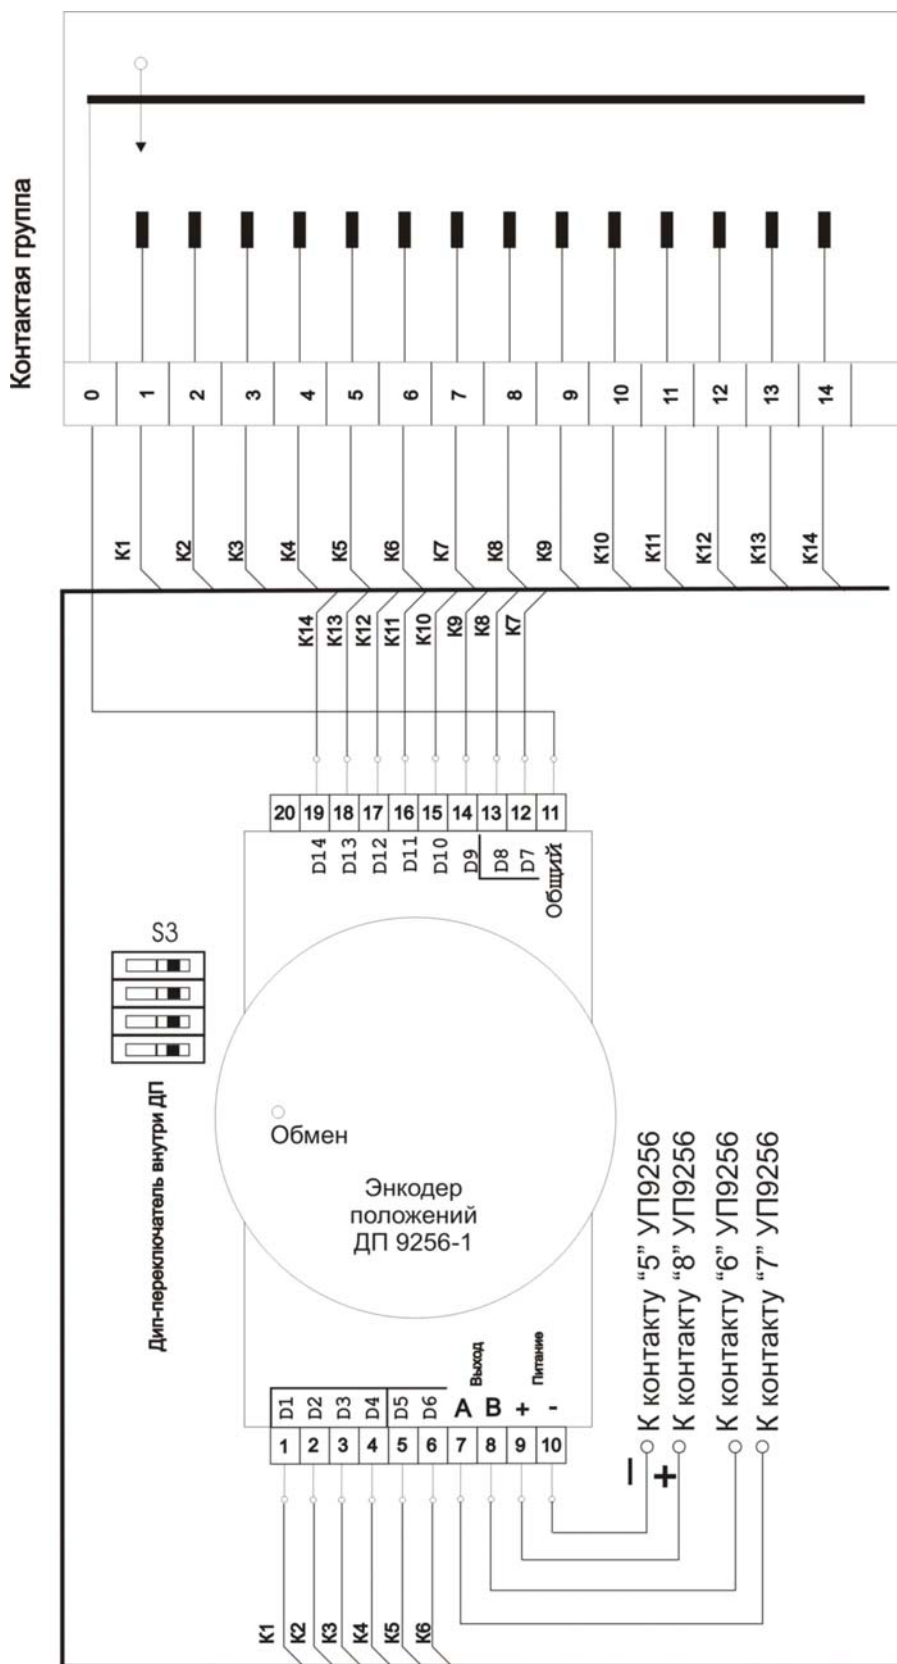 Контактая группа
0 1 2 3 4 5 6 7 8 9 10 11 12 13 14
K1 K2 K3 K4 K5 K6 K7 K8 K9 K10 K11 K12 K13 K14
K14 K13 K12 K11 K10 K9 K8 K7
20 19 18 17 16 15 14 13 12 11
D14 D13 D12 D11 D10 D9 D8 D7 Общий
S3
Дип-переключатель внутри ДП
Обмен
Энкодер
положений
ДП 9256-1
Выход
Питание
D1 D2 D3 D4 D5 D6 A B + -
1 2 3 4 5 6 7 8 9 10
K1 K2 K3 K4 K5 K6
− К контакту “5” УП9256
+ К контакту “8” УП9256
К контакту “6” УП9256
К контакту “7” УП9256